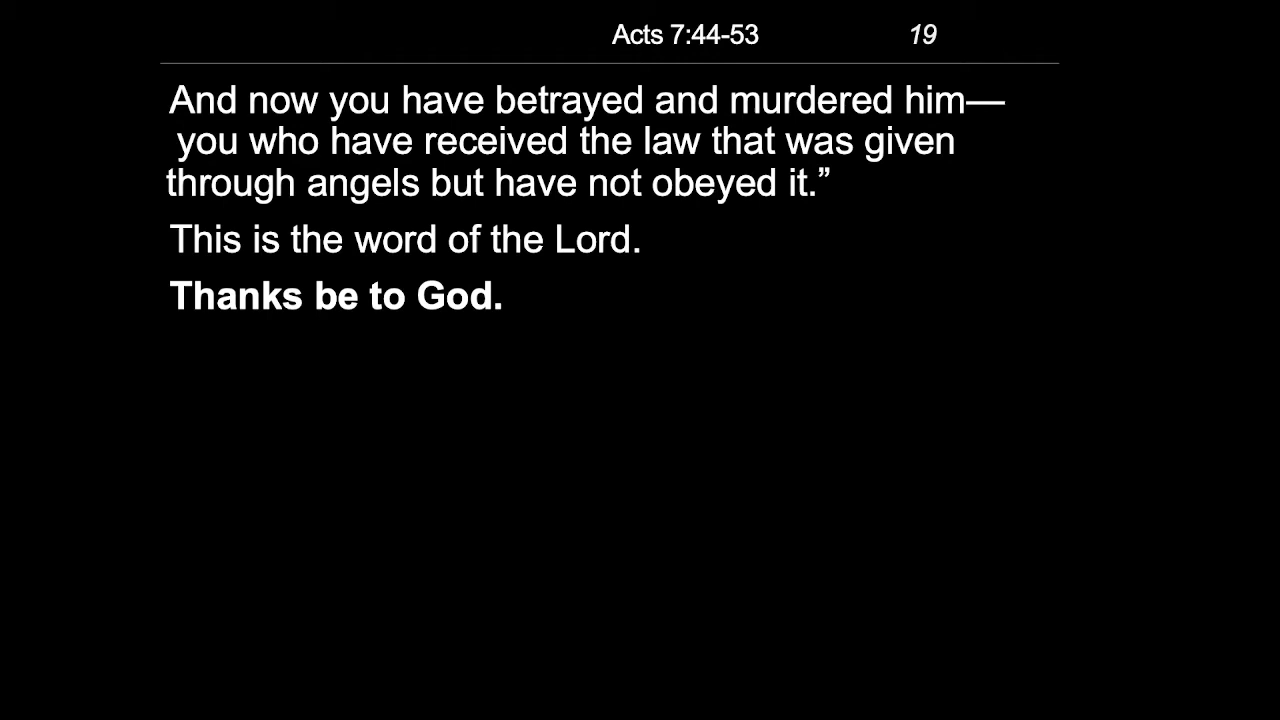 Acts 7:44-53 19
And now you have betrayed and murdered him—
you who have received the law that was given
through angels but have not obeyed it.”
This is the word of the Lord.
Thanks be to God.